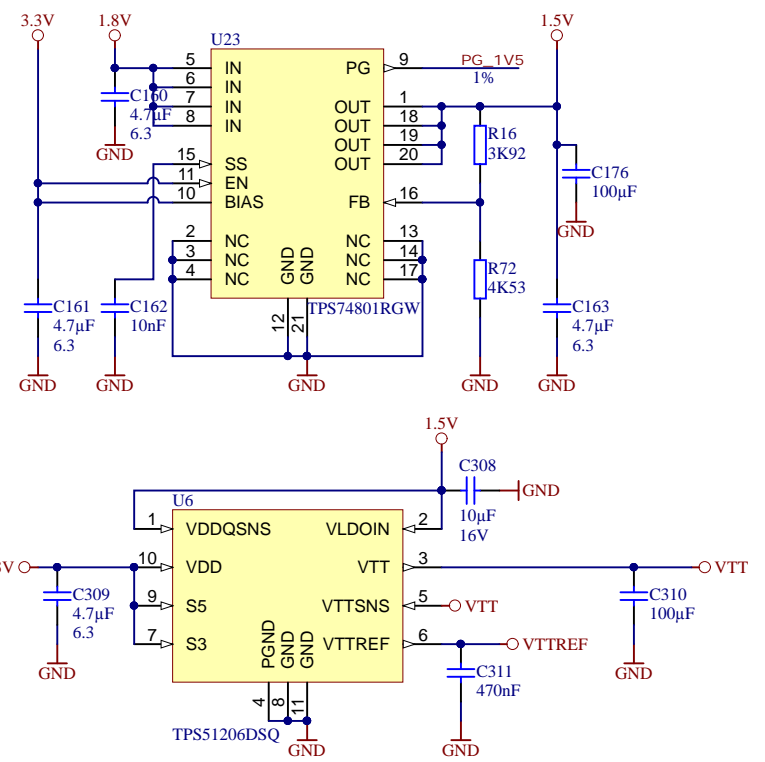 3.3V
1.8V
1.5V
U23
5 IN
6 IN
7 IN
8 IN
15 SS
11 EN
10 BIAS
2 NC
3 NC
4 NC
PG 9
PG_1V5
1%
OUT 1
OUT 18
OUT 19
OUT 20
FB 16
NC 13
NC 14
NC 17
GND 12
GND 21
TPS74801RGW
C160
4.7µF
6.3
GND
C161
4.7µF
6.3
GND
C162
10nF
GND
GND
R16
3K92
R72
4K53
GND
C176
100µF
GND
C163
4.7µF
6.3
GND
1.5V
C308
10µF
16V
GND
U6
1 VDDQSNS
10 VDD
9 S5
7 S3
VLDOIN 2
VTT 3
VTTSNS 5
VTTREF 6
PGND 4
GND 8
GND 11
TPS51206DSQ
GND
C309
4.7µF
6.3
GND
VTT
VTT
VTTREF
C310
100µF
GND
C311
470nF
GND